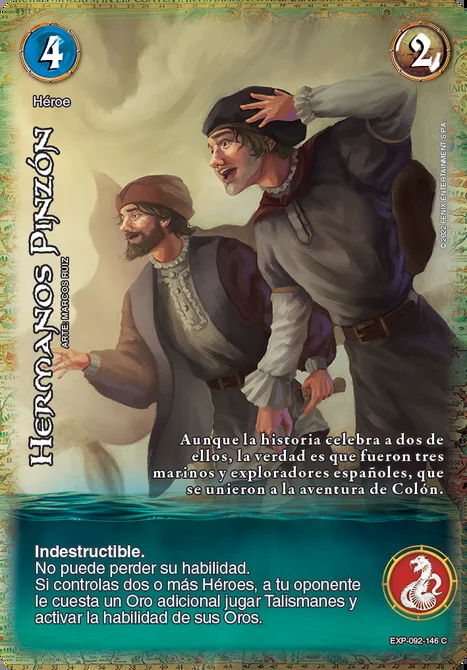 4
2
Héroe
Hermanos Pinzón
ARTE: MARCOS RUIZ
© 2022 FENIX ENTERTAINMENT S.P.A
Aunque la historia celebra a dos de
ellos, la verdad es que fueron tres
marinos y exploradores españoles, que
se unieron a la aventura de Colón.
Indestructible.
No puede perder su habilidad.
Si controlas dos o más Héroes, a tu oponente
le cuesta un Oro adicional jugar Talismanes y
activar la habilidad de sus Oros.
EXP-092-146 C